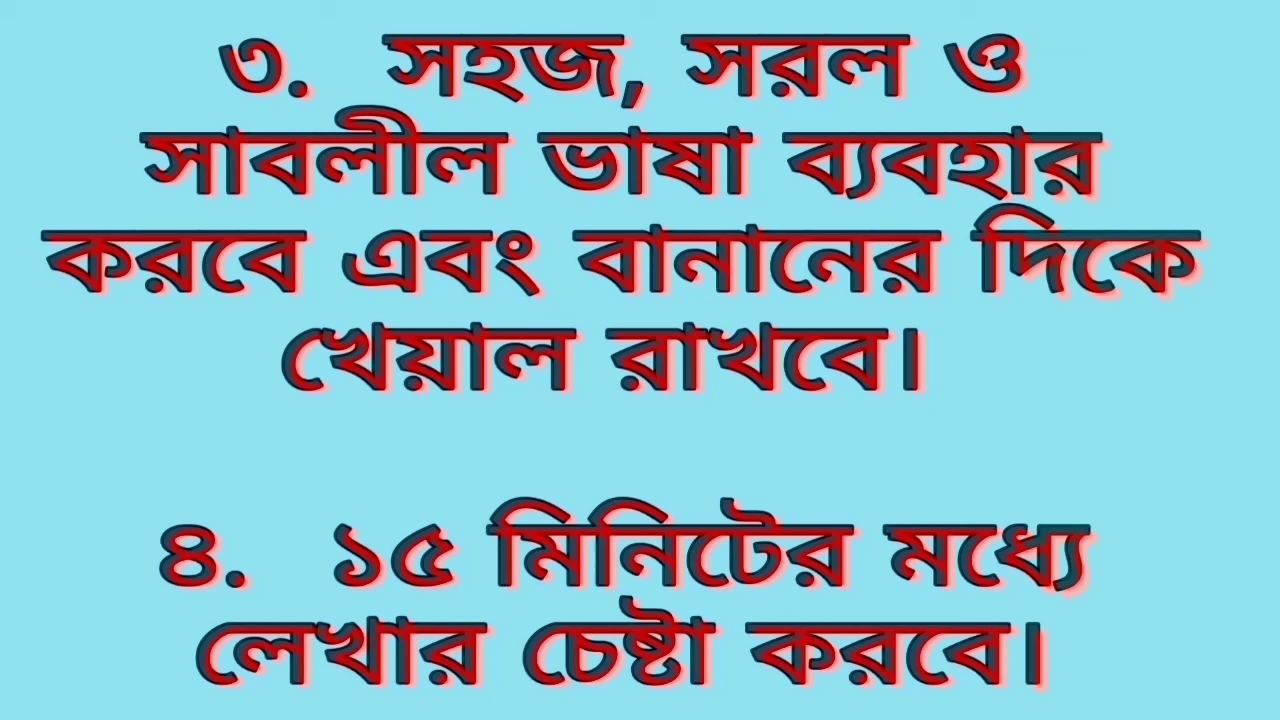 ৩. সহজ, সরল ও
সাবলীল ভাষা ব্যবহার
করবে এবং বানানের দিকে
খেয়াল রাখবে।
৪. ১৫ মিনিটের মধ্যে
লেখার চেষ্টা করবে।